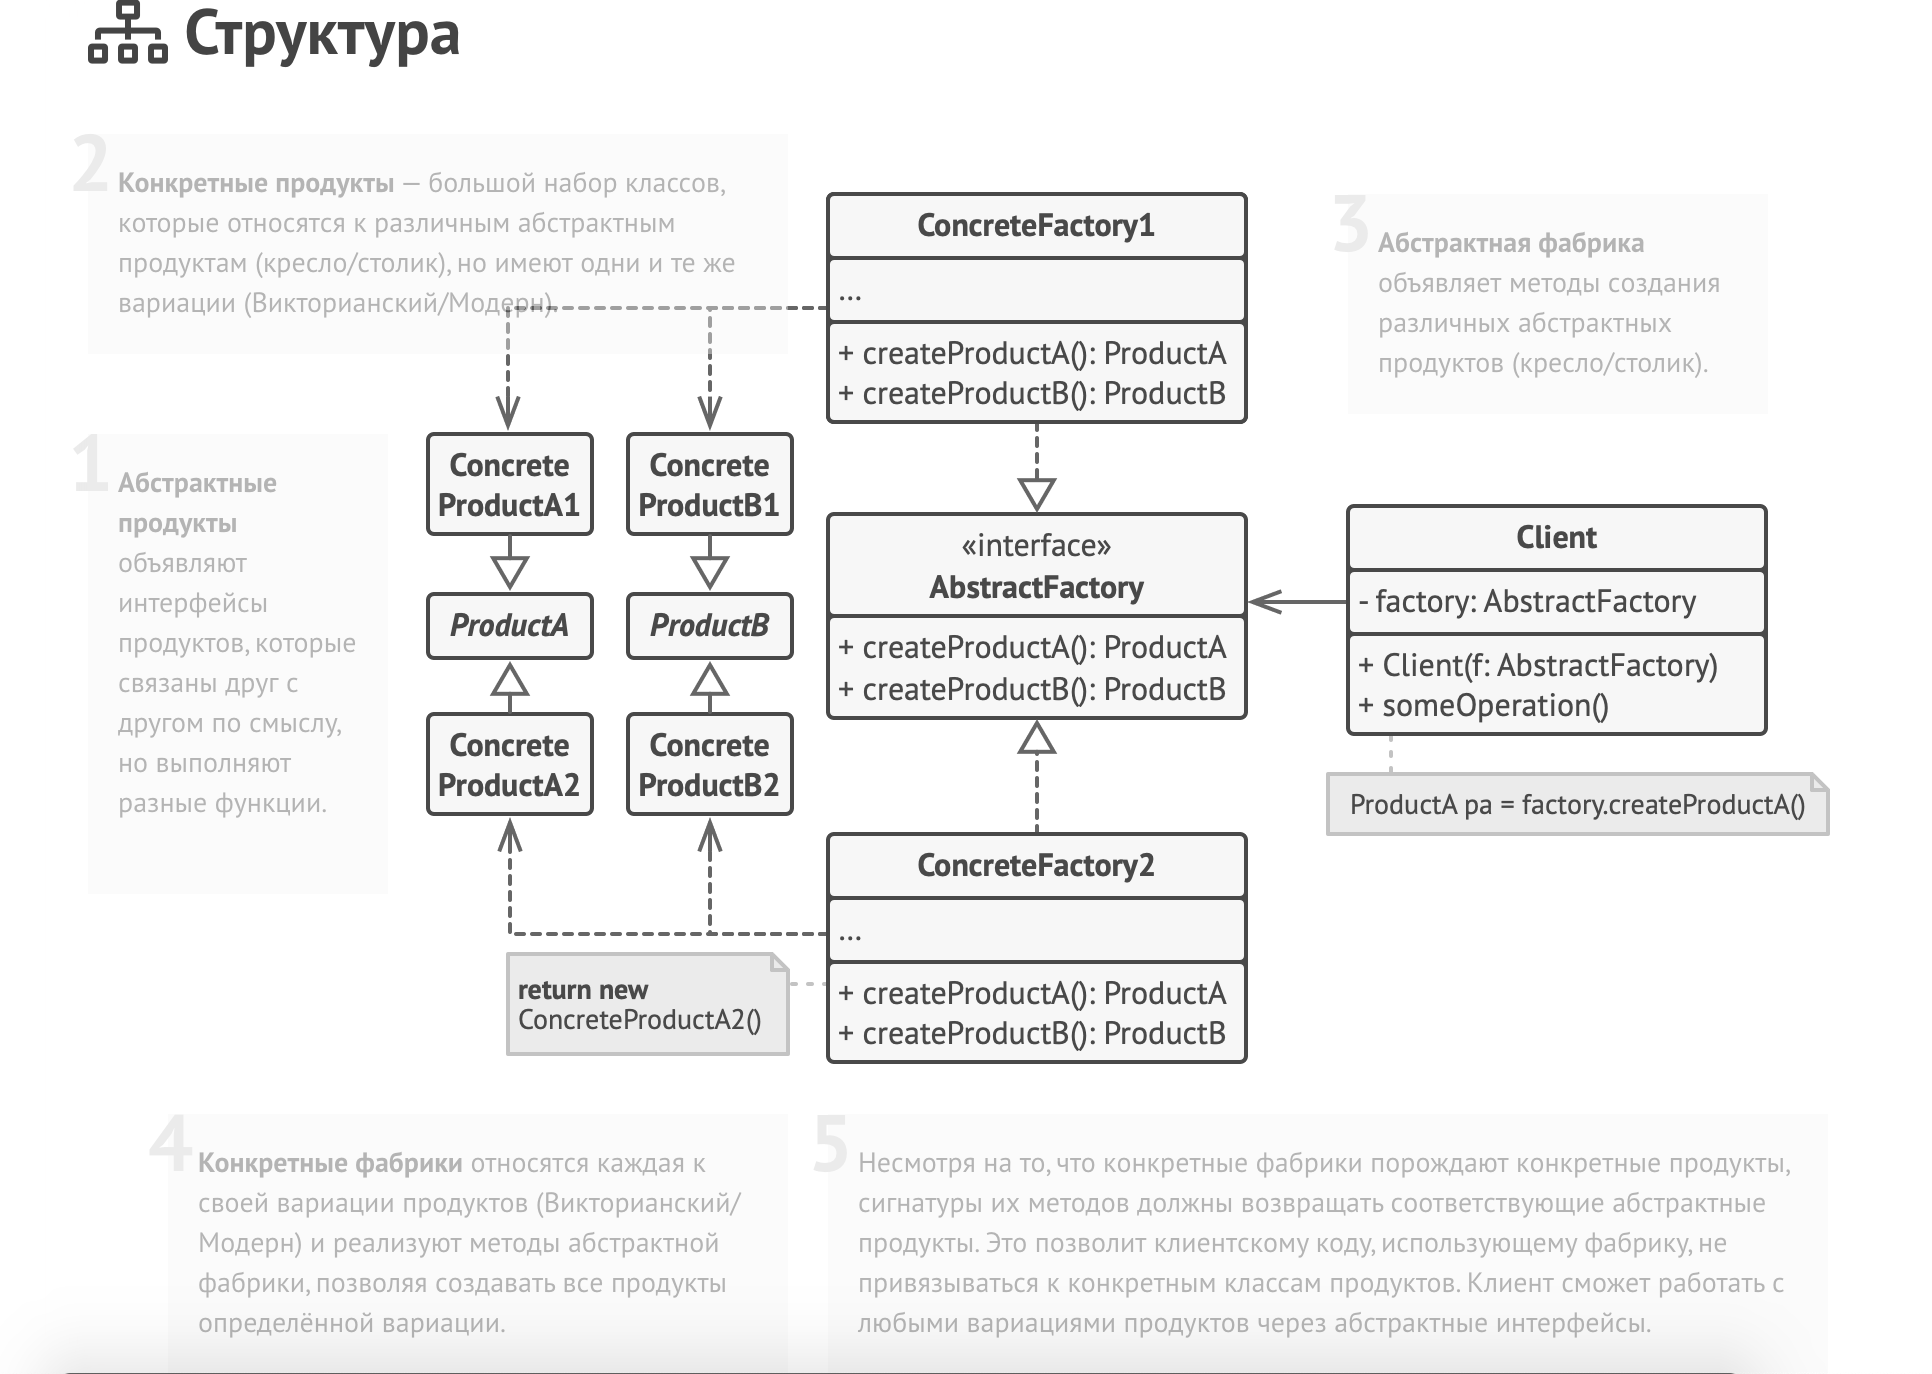 Структура
2
Конкретные продукты — большой набор классов,
которые относятся к различным абстрактным
продуктам (кресло/столик), но имеют одни и те же
вариации (Викторианский/Модерн).
ConcreteFactory1
...
+ createProductA(): ProductA
+ createProductB(): ProductB
3
Абстрактная фабрика
объявляет методы создания
различных абстрактных
продуктов (кресло/столик).
1
Абстрактные
продукты
объявляют
интерфейсы
продуктов, которые
связаны друг с
другом по смыслу,
но выполняют
разные функции.
Concrete
ProductA1
Concrete
ProductB1
ProductA
ProductB
Concrete
ProductA2
Concrete
ProductB2
«interface»
AbstractFactory
+ createProductA(): ProductA
+ createProductB(): ProductB
Client
- factory: AbstractFactory
+ Client(f: AbstractFactory)
+ someOperation()
ProductA pa = factory.createProductA()
ConcreteFactory2
...
+ createProductA(): ProductA
+ createProductB(): ProductB
return new
ConcreteProductA2()
4
Конкретные фабрики относятся каждая к
своей вариации продуктов (Викторианский/
Модерн) и реализуют методы абстрактной
фабрики, позволяя создавать все продукты
определённой вариации.
5
Несмотря на то, что конкретные фабрики порождают конкретные продукты,
сигнатуры их методов должны возвращать соответствующие абстрактные
продукты. Это позволит клиентскому коду, использующему фабрику, не
привязываться к конкретным классам продуктов. Клиент сможет работать с
любыми вариациями продуктов через абстрактные интерфейсы.